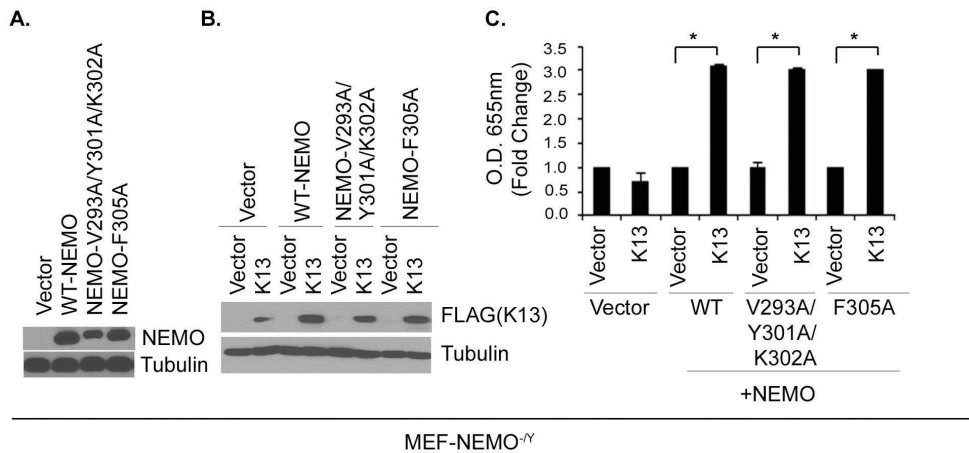 A.
Vector
WT-NEMO
NEMO-V293A/Y301A/K302A
NEMO-F305A
NEMO
Tubulin
B.
Vector
WT-NEMO
NEMO-V293A/
Y301A/K302A
NEMO-F305A
Vector
K13
Vector
K13
Vector
K13
Vector
K13
FLAG(K13)
Tubulin
C.
O.D. 655nm
(Fold Change)
3.5
3.0
2.5
2.0
1.5
1.0
0.5
0.0
*
*
*
Vector
K13
Vector
K13
Vector
K13
Vector
K13
Vector
WT
V293A/
Y301A/
K302A
F305A
+NEMO
MEF-NEMO-/Y